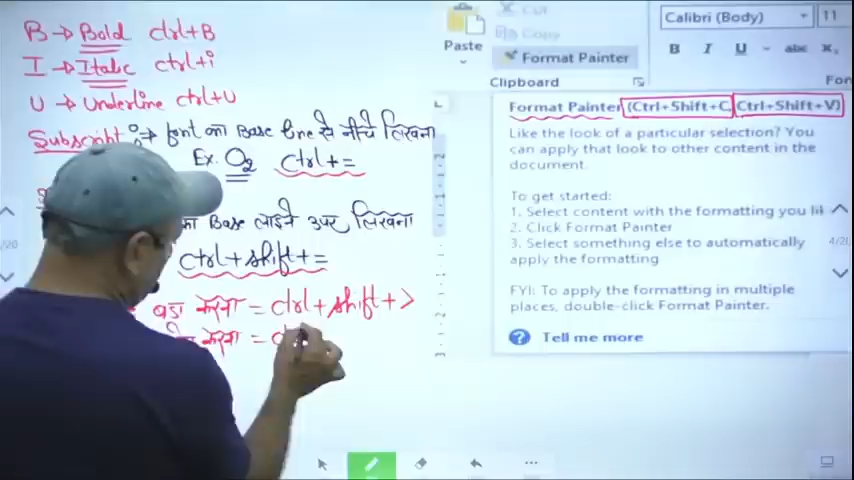 B → Bold ctrl+B
I → Italic ctrl+i
U → Underline ctrl+U
Subscript :→ font का Base line से नीचे लिखना
Ex. O2 ctrl+=
का Base लाईन उपर लिखना
ctrl+shift+=
बड़ा करना = ctrl+shift+>
करना =
Cut
Copy
Paste
Format Painter
Clipboard
Calibri (Body) 11
B I U abc X
Format Painter (Ctrl+Shift+C, Ctrl+Shift+V)
Like the look of a particular selection? You
can apply that look to other content in the
document.
To get started:
1. Select content with the formatting you lik
2. Click Format Painter
3. Select something else to automatically
apply the formatting
FYI: To apply the formatting in multiple
places, double-click Format Painter.
Tell me more